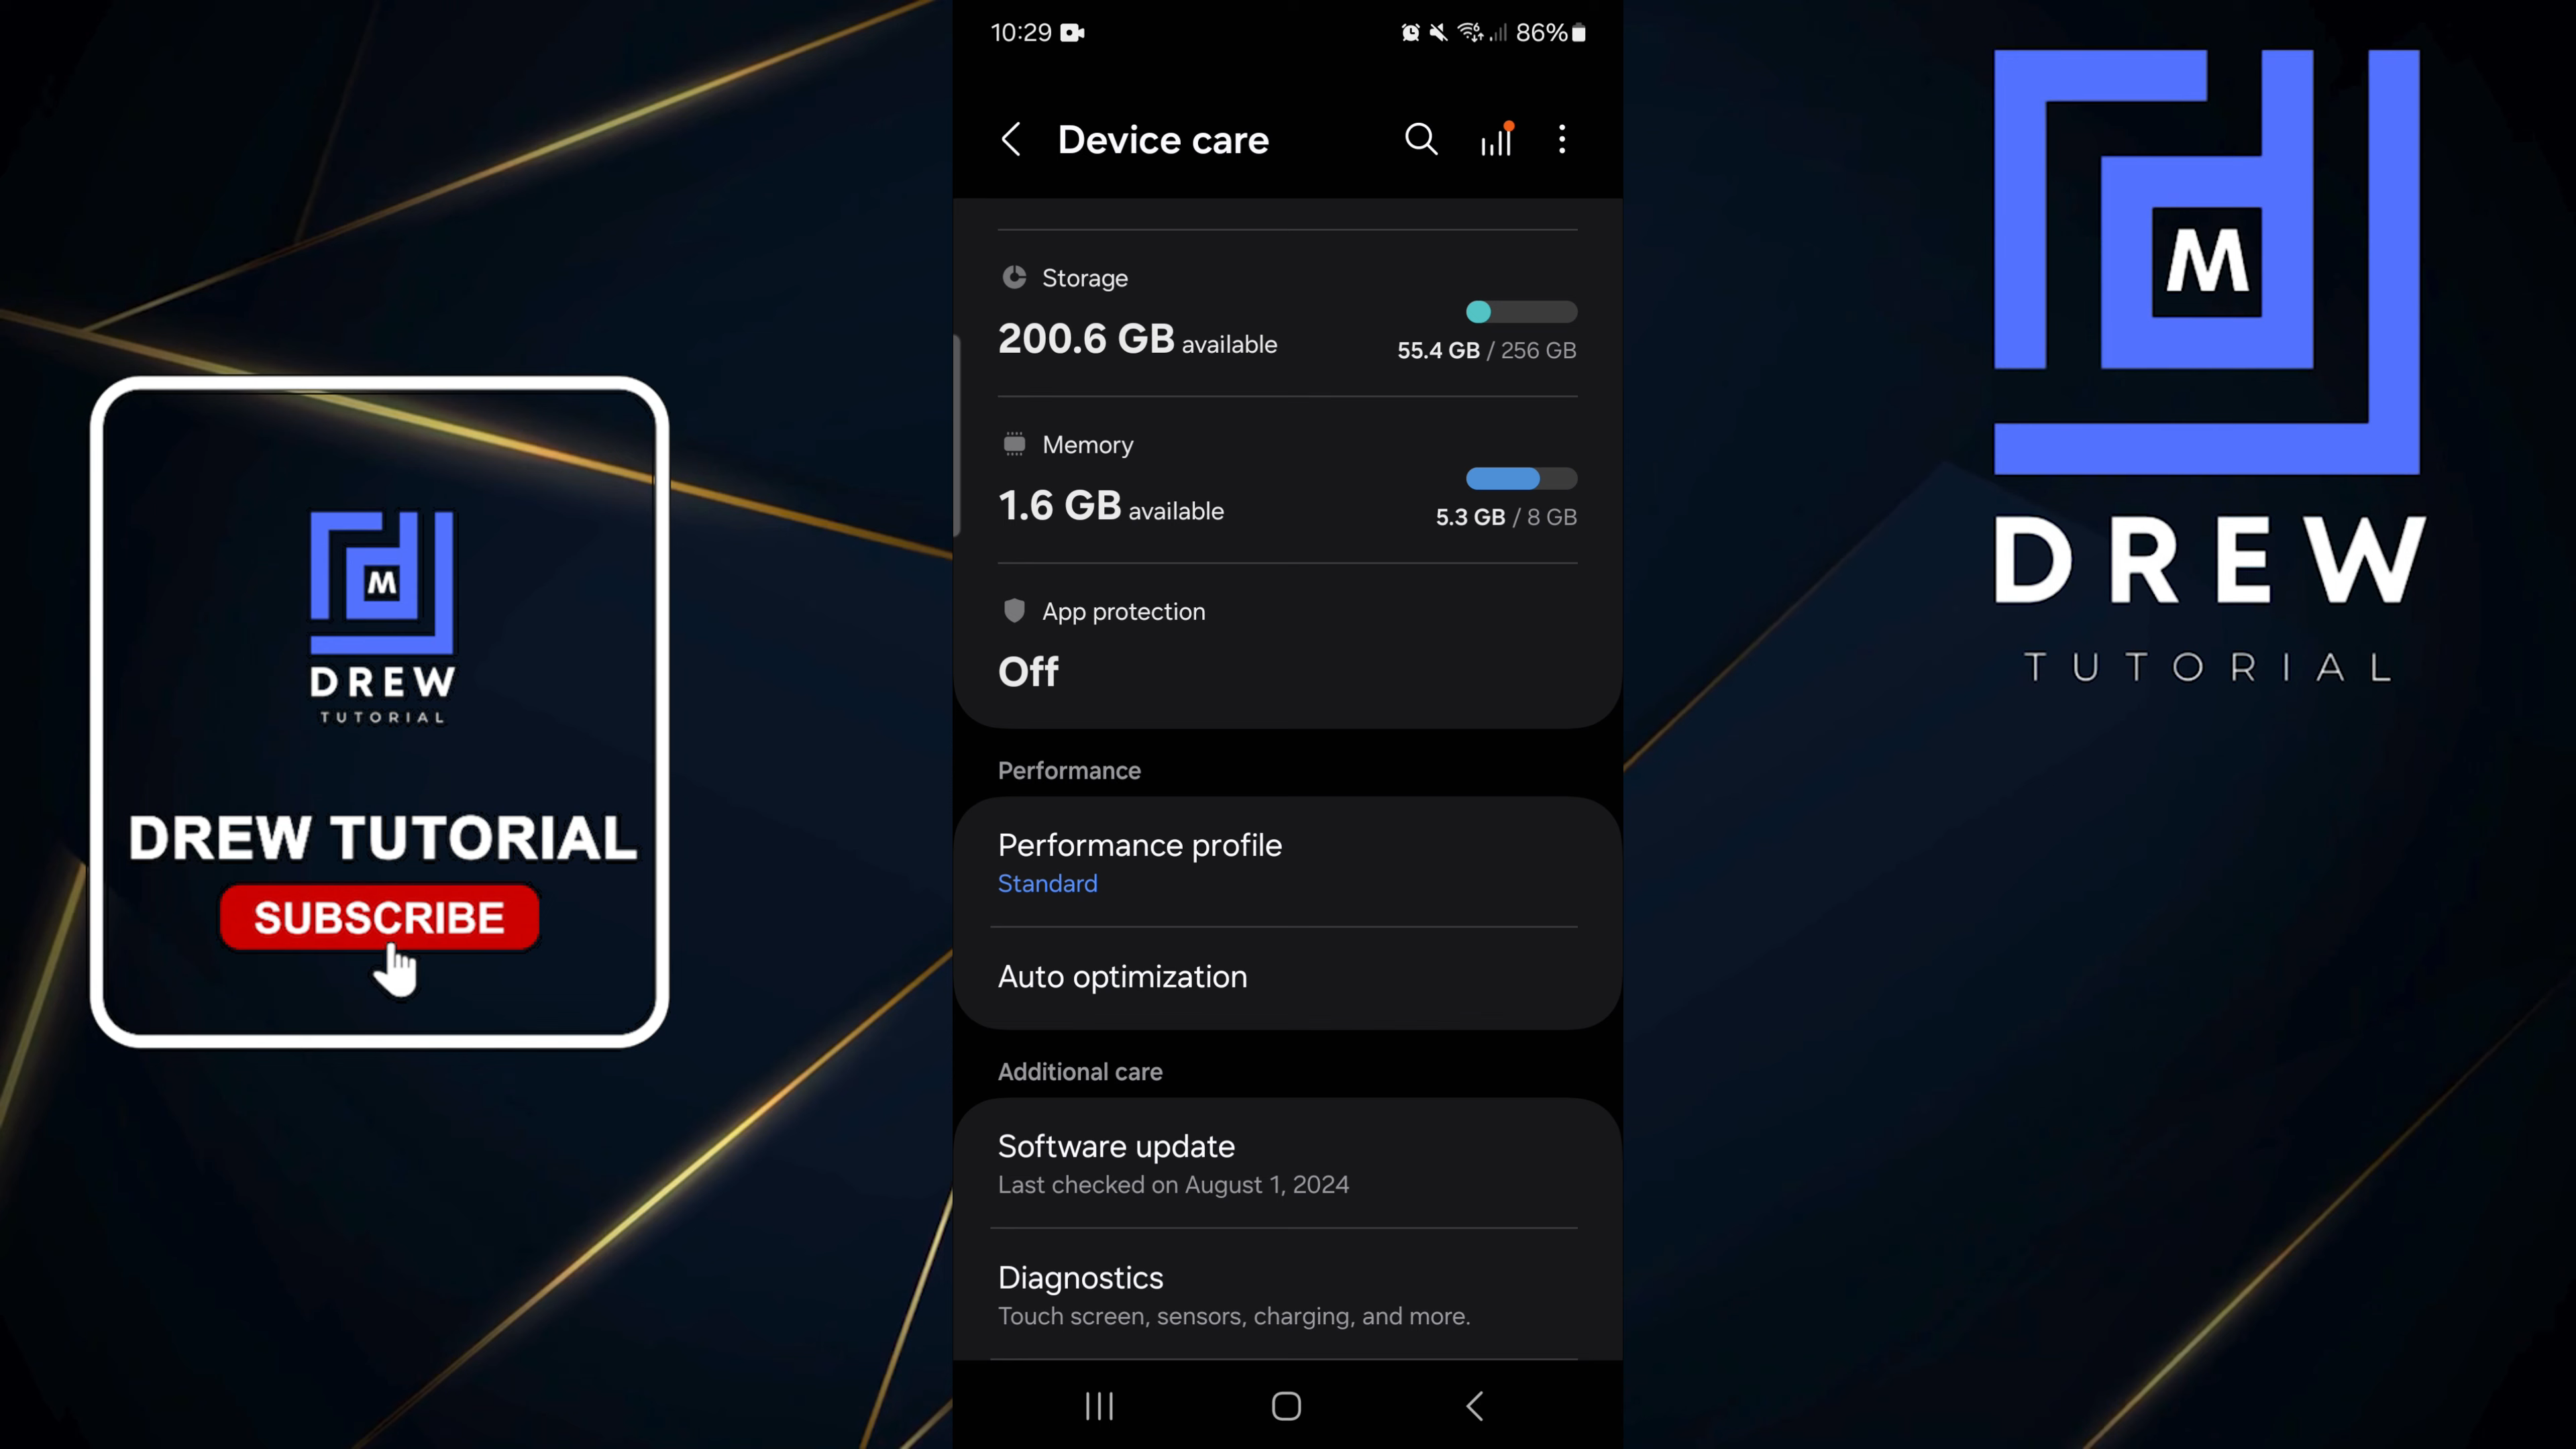 10:29
86%
Device care
Storage
200.6 GB available
55.4 GB / 256 GB
Memory
1.6 GB available
5.3 GB / 8 GB
App protection
Off
Performance
Performance profile
Standard
Auto optimization
Additional care
Software update
Last checked on August 1, 2024
Diagnostics
Touch screen, sensors, charging, and more.
M
DREW
TUTORIAL
DREW TUTORIAL
SUBSCRIBE
M
DREW
TUTORIAL